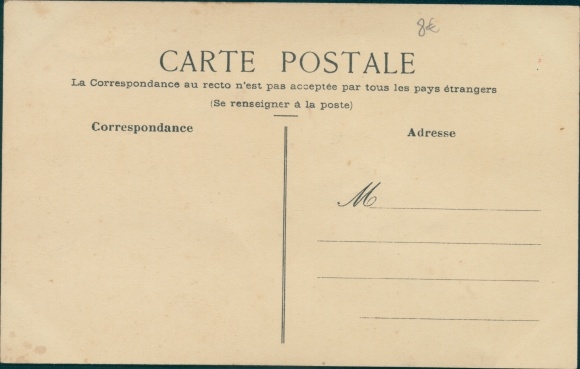 8€
CARTE POSTALE
La Correspondance au recto n'est pas acceptée par tous les pays étrangers
(Se renseigner à la poste)
Correspondance
Adresse
M